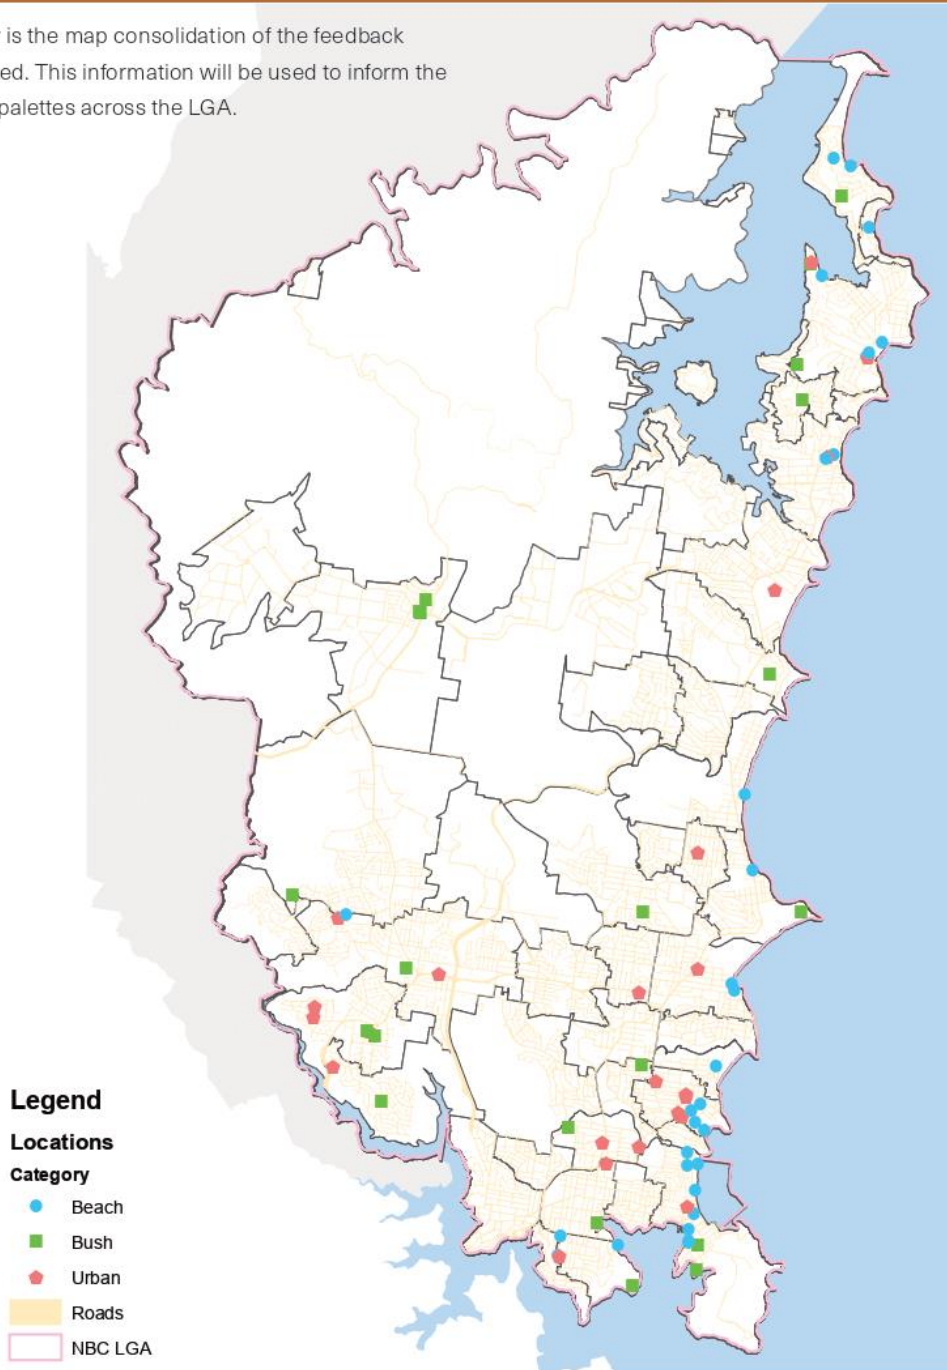 is the map consolidation of the feedback
ed. This information will be used to inform the
palettes across the LGA.
Legend
Locations
Category
Beach
Bush
Urban
Roads
NBC LGA